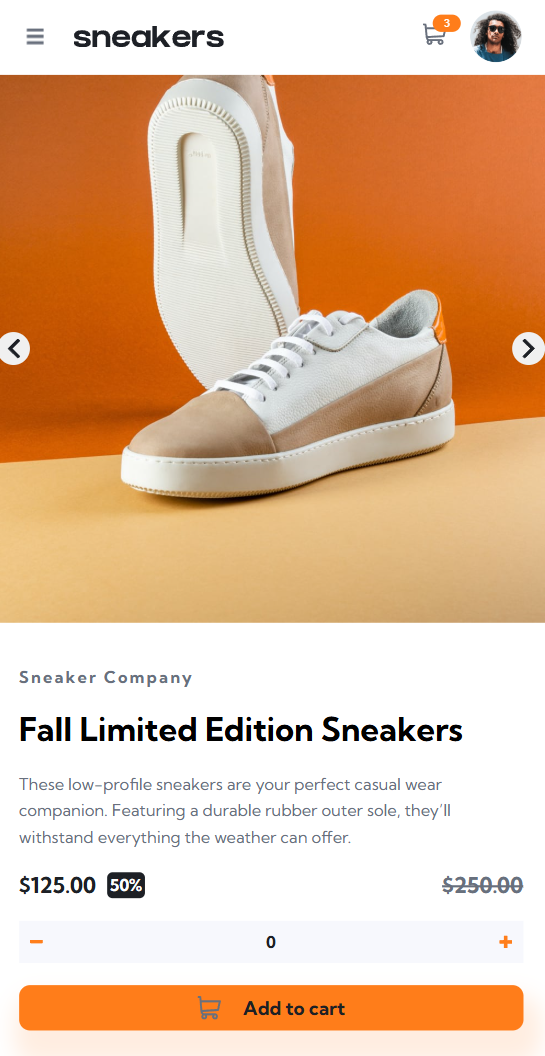 sneakers
3
Sneaker Company
Fall Limited Edition Sneakers
These low-profile sneakers are your perfect casual wear
companion. Featuring a durable rubber outer sole, they’ll
withstand everything the weather can offer.
$125.00 50% $250.00
0
Add to cart